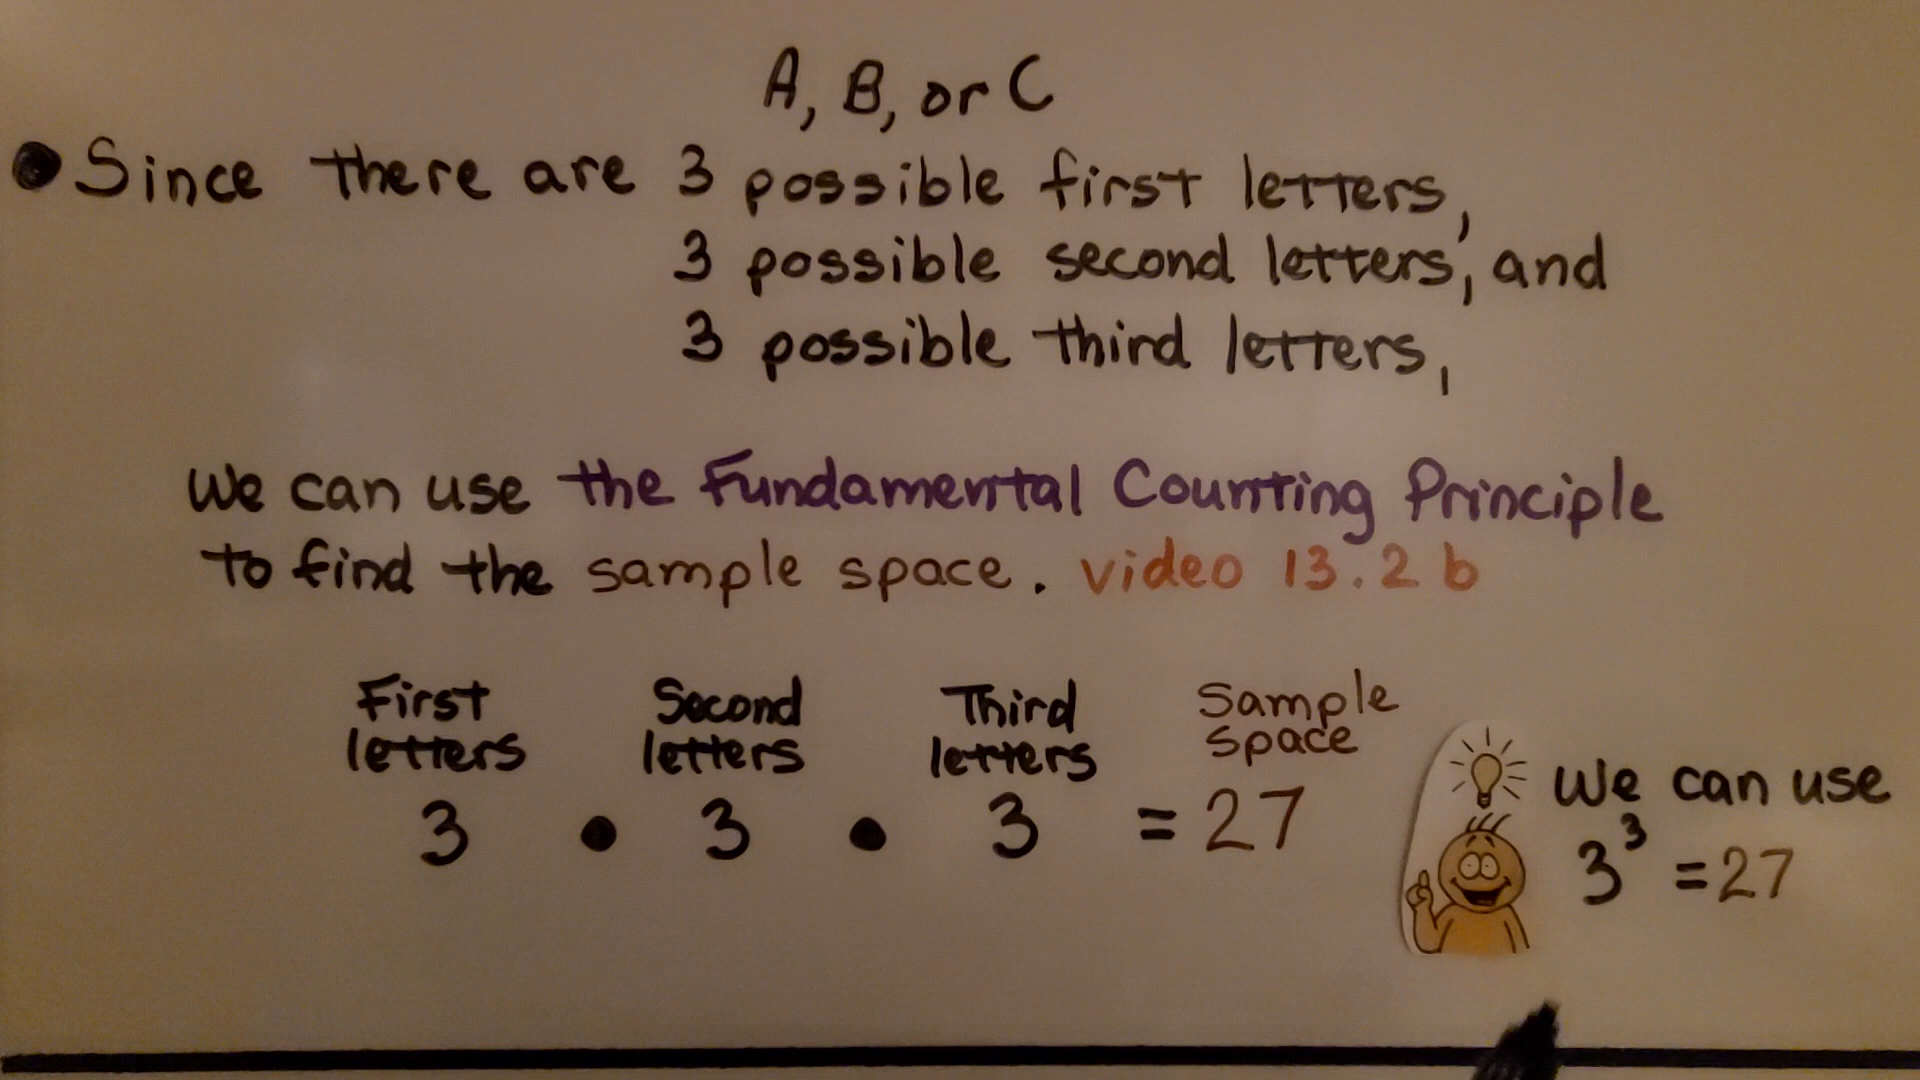 A, B, or C
• Since there are 3 possible first letters,
3 possible second letters, and
3 possible third letters,
we can use the Fundamental Counting Principle
to find the sample space. video 13.2 b
First letters
Second letters
Third letters
Sample space
3 • 3 • 3 = 27
We can use
3³ = 27